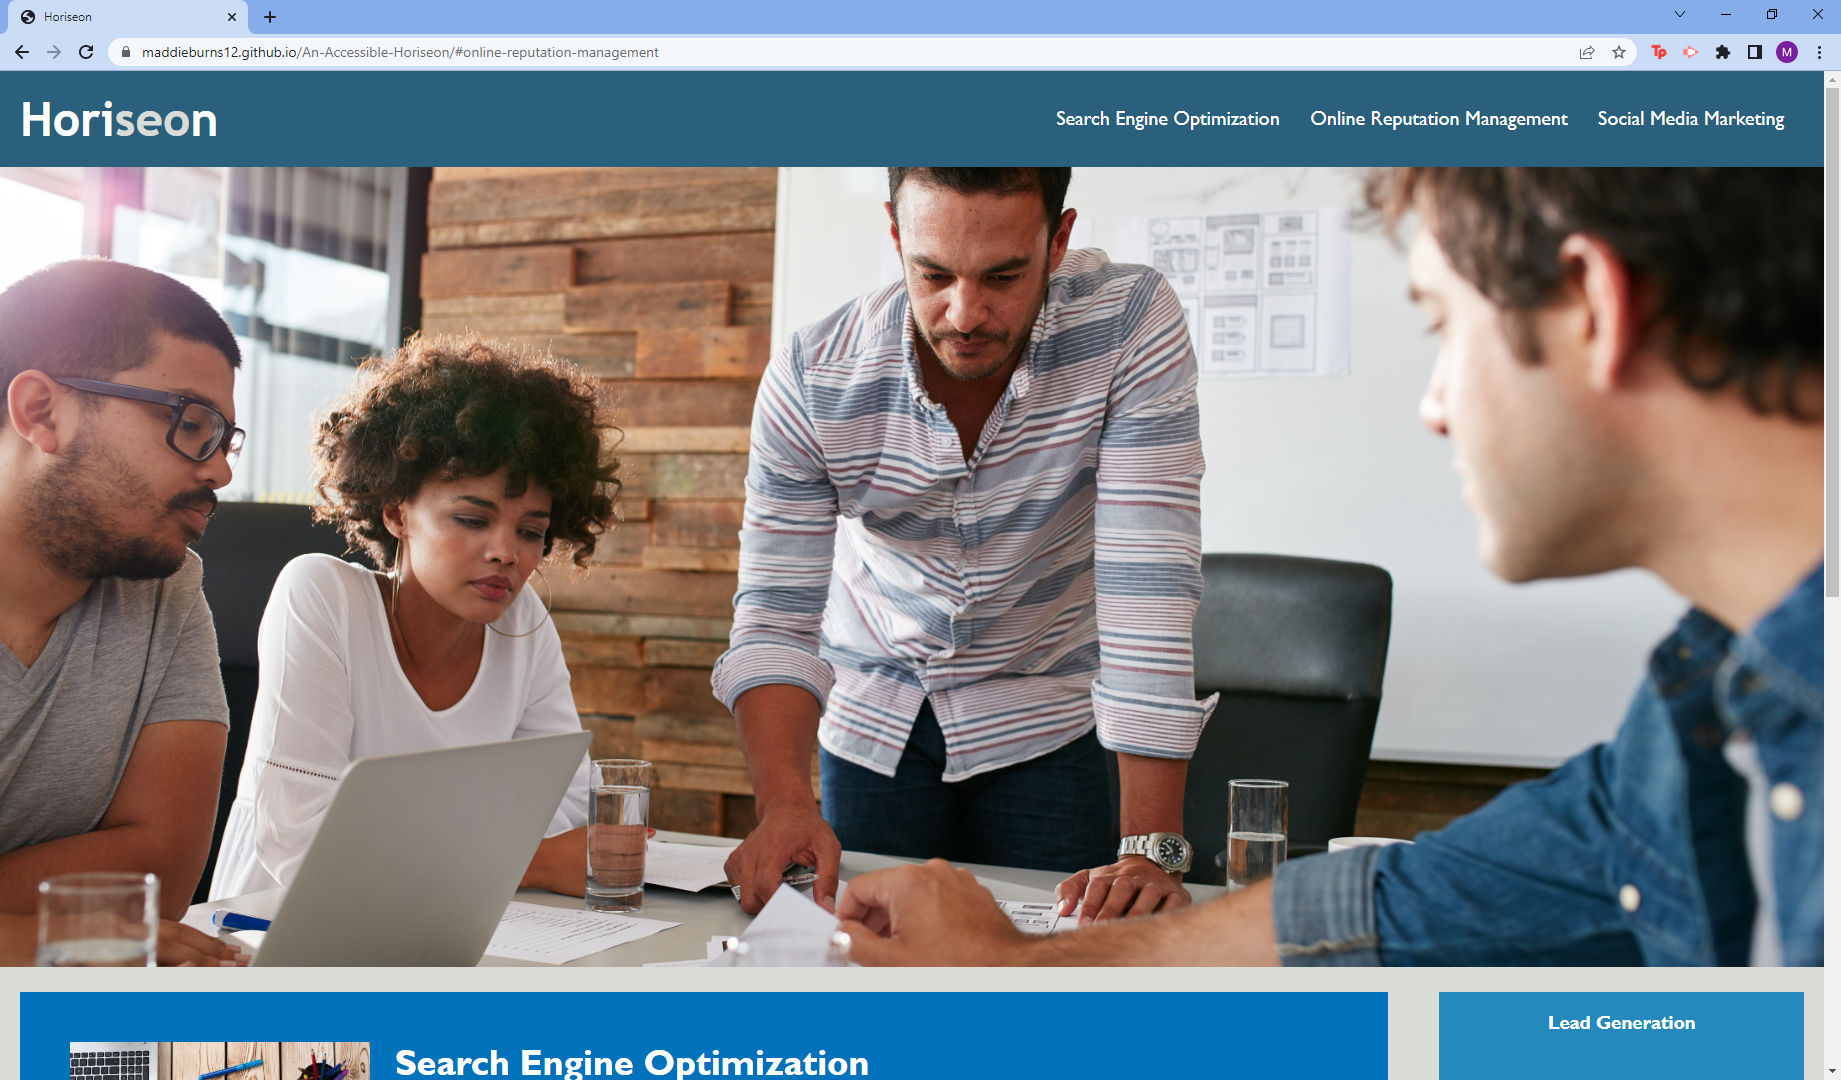 Horiseon
maddieburns12.github.io/An-Accessible-Horiseon/#online-reputation-management
Tp
M
Horiseon
Search Engine Optimization
Online Reputation Management
Social Media Marketing
Search Engine Optimization
Lead Generation